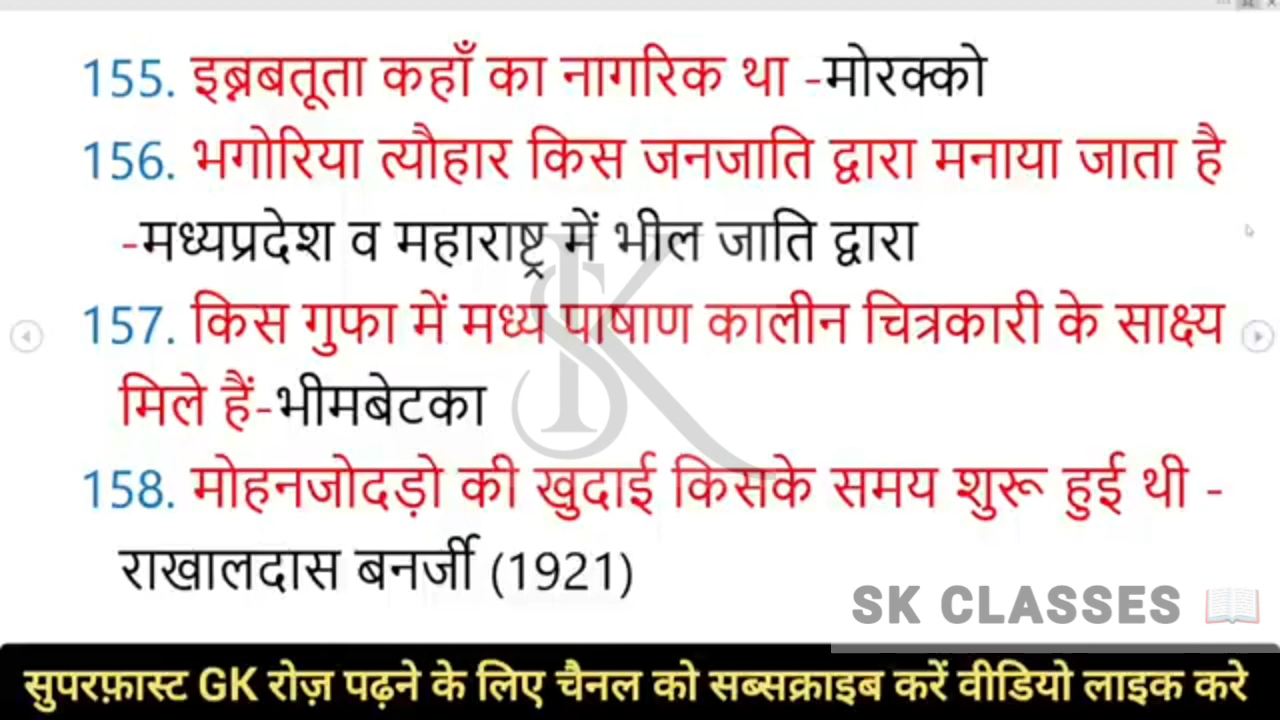 155. इब्नबतूता कहाँ का नागरिक था -मोरक्को
156. भगोरिया त्यौहार किस जनजाति द्वारा मनाया जाता है
-मध्यप्रदेश व महाराष्ट्र में भील जाति द्वारा
157. किस गुफा में मध्य पाषाण कालीन चित्रकारी के साक्ष्य
मिले हैं-भीमबेटका
158. मोहनजोदड़ो की खुदाई किसके समय शुरू हुई थी -
राखालदास बनर्जी (1921)
SK
SK CLASSES
सुपरफ़ास्ट GK रोज़ पढ़ने के लिए चैनल को सब्सक्राइब करें वीडियो लाइक करे